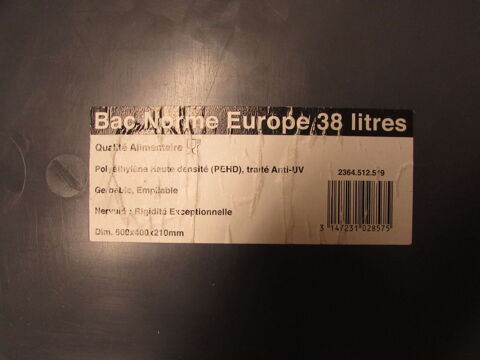 Bac Norme Europe 38 litres
Qualité Alimentaire
Polyéthylène Haute densité (PEHD), traité Anti-UV
2364.512.519
Gerbable, Empilable
Nervuré : Rigidité Exceptionnelle
Dim. 600x400x210mm
3 147231 028575